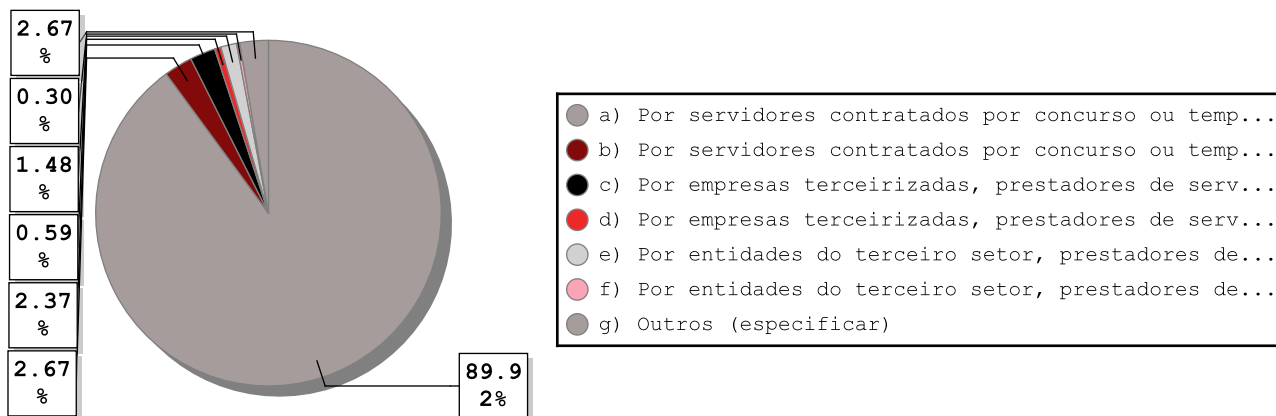 2.67
%
0.30
%
1.48
%
0.59
%
2.37
%
2.67
%
89.9
2%
a) Por servidores contratados por concurso ou temp...
b) Por servidores contratados por concurso ou temp...
c) Por empresas terceirizadas, prestadores de serv...
d) Por empresas terceirizadas, prestadores de serv...
e) Por entidades do terceiro setor, prestadores de...
f) Por entidades do terceiro setor, prestadores de...
g) Outros (especificar)